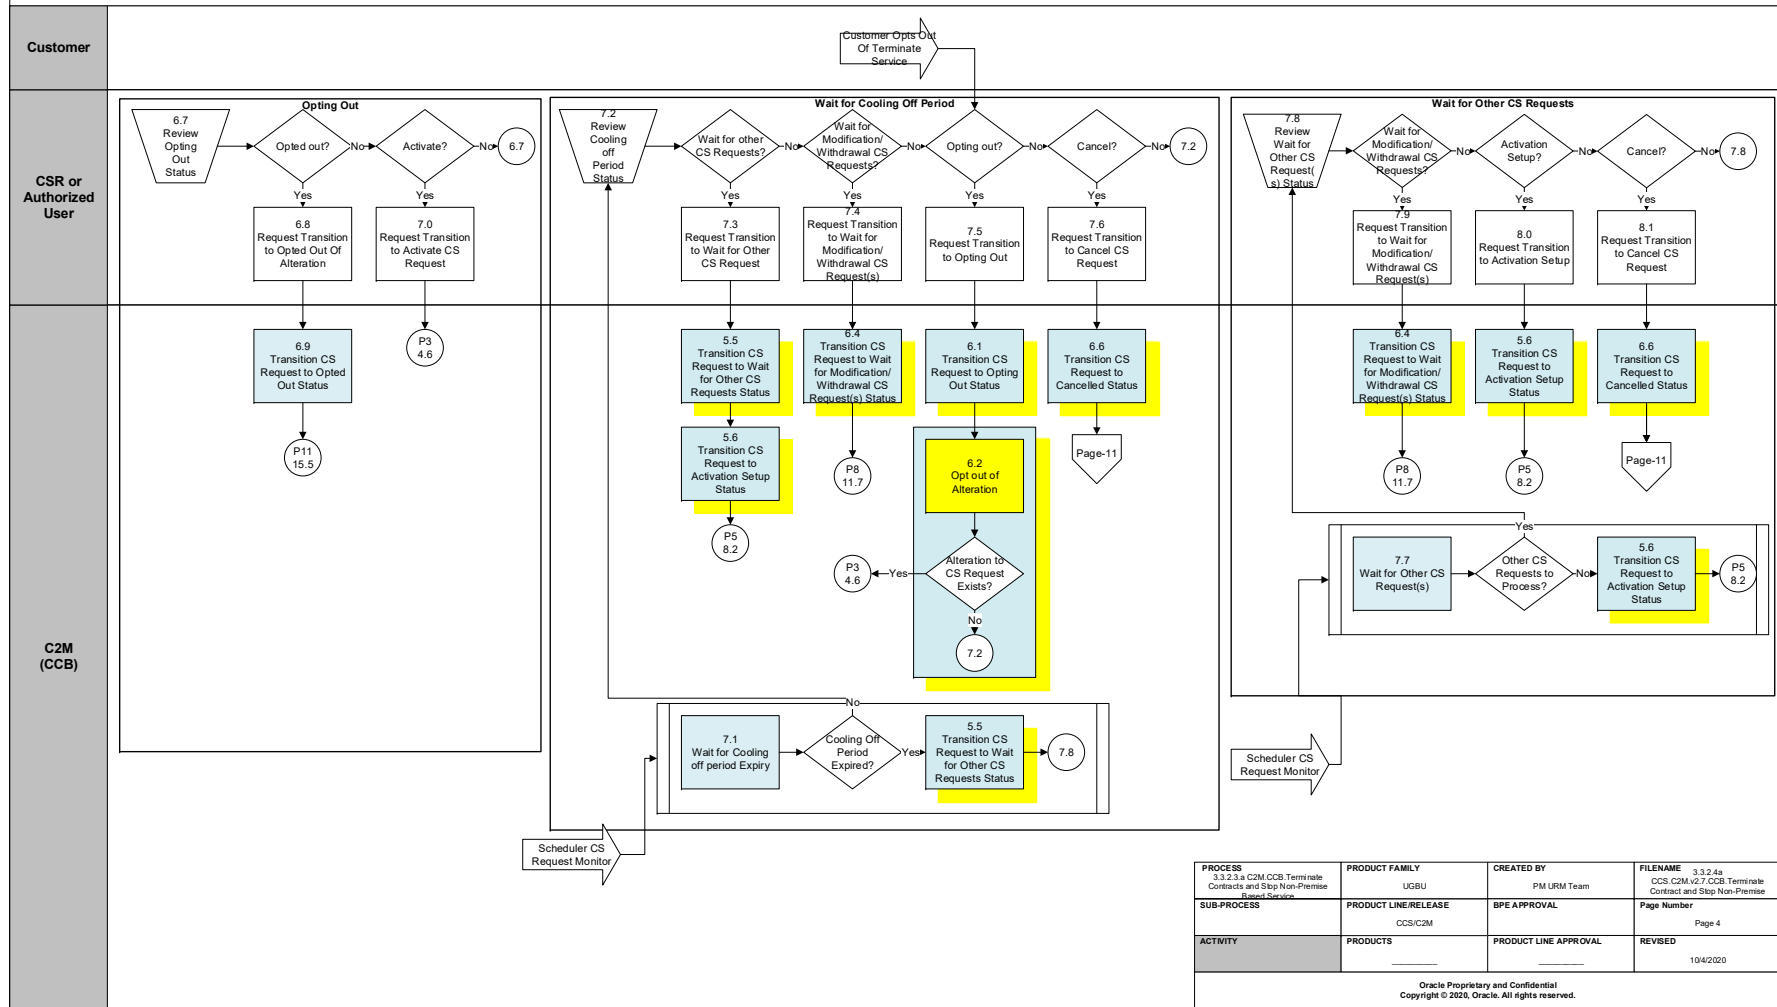 Customer
Customer Opts Out
Of Terminate
Service
CSR or
Authorized
User
Opting Out
6.7
Review
Opting
Out
Status
Opted out?
No
Activate?
No
6.7
Yes
Yes
6.8
Request Transition
to Opted Out Of
Alteration
7.0
Request Transition
to Activate CS
Request
Wait for Cooling Off Period
7.2
Review
Cooling
off
Period
Status
Wait for other
CS Requests?
No
Wait for
Modification/
Withdrawal CS
Requests?
No
Opting out?
No
Cancel?
No
7.2
Yes
Yes
Yes
Yes
7.3
Request Transition
to Wait for Other
CS Request
7.4
Request Transition
to Wait for
Modification/
Withdrawal CS
Request(s)
7.5
Request Transition
to Opting Out
7.6
Request Transition
to Cancel CS
Request
Wait for Other CS Requests
7.8
Review
Wait for
Other CS
Request(
s) Status
Wait for
Modification/
Withdrawal CS
Requests?
No
Activation
Setup?
No
Cancel?
No
7.8
Yes
Yes
Yes
7.9
Request Transition
to Wait for
Modification/
Withdrawal CS
Request(s)
8.0
Request Transition
to Activation Setup
8.1
Request Transition
to Cancel CS
Request
C2M
(CCB)
6.9
Transition CS
Request to Opted
Out Status
P3
4.6
P11
15.5
5.5
Transition CS
Request to Wait
for Other CS
Requests Status
6.4
Transition CS
Request to Wait
for Modification/
Withdrawal CS
Request(s) Status
6.1
Transition CS
Request to Opting
Out Status
6.6
Transition CS
Request to
Cancelled Status
5.6
Transition CS
Request to
Activation Setup
Status
P8
11.7
6.2
Opt out of
Alteration
Page-11
P5
8.2
P3
4.6
Yes
Alteration to
CS Request
Exists?
No
7.2
No
7.1
Wait for Cooling
off period Expiry
Cooling Off
Period
Expired?
Yes
5.5
Transition CS
Request to Wait
for Other CS
Requests Status
7.8
Scheduler CS
Request Monitor
6.4
Transition CS
Request to Wait
for Modification/
Withdrawal CS
Request(s) Status
5.6
Transition CS
Request to
Activation Setup
Status
6.6
Transition CS
Request to
Cancelled Status
P8
11.7
P5
8.2
Page-11
Yes
7.7
Wait for Other CS
Request(s)
Other CS
Requests to
Process?
No
5.6
Transition CS
Request to
Activation Setup
Status
P5
8.2
Scheduler CS
Request Monitor
PROCESS
3.3.2.3.a C2M.CCB.Terminate
Contracts and Stop Non-Premise
Based Service
PRODUCT FAMILY
UGBU
CREATED BY
PM URM Team
FILENAME 3.3.2.4a
CCS.C2M.v2.7.CCB.Terminate
Contract and Stop Non-Premise
SUB-PROCESS
PRODUCT LINE/RELEASE
CCS/C2M
BPE APPROVAL
Page Number
Page 4
ACTIVITY
PRODUCTS
PRODUCT LINE APPROVAL
REVISED
10/4/2020
Oracle Proprietary and Confidential
Copyright © 2020, Oracle. All rights reserved.